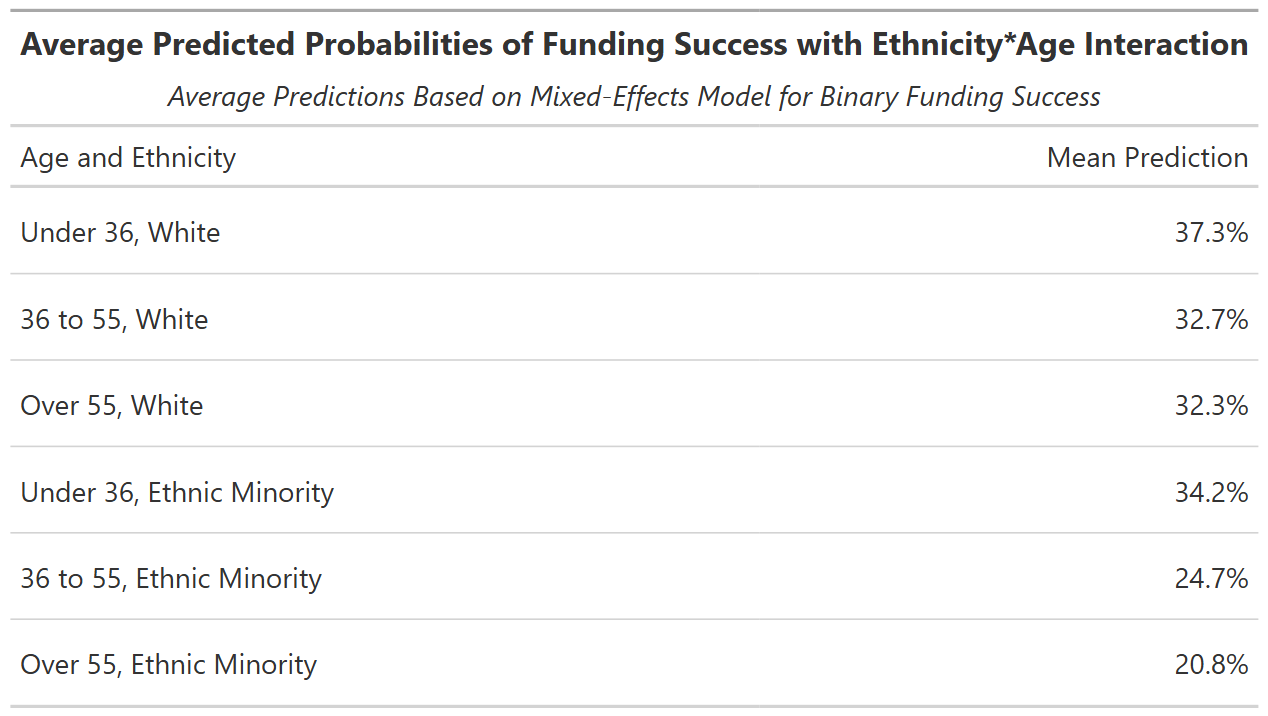 Average Predicted Probabilities of Funding Success with Ethnicity*Age Interaction
Average Predictions Based on Mixed-Effects Model for Binary Funding Success
Age and Ethnicity Mean Prediction
Under 36, White 37.3%
36 to 55, White 32.7%
Over 55, White 32.3%
Under 36, Ethnic Minority 34.2%
36 to 55, Ethnic Minority 24.7%
Over 55, Ethnic Minority 20.8%